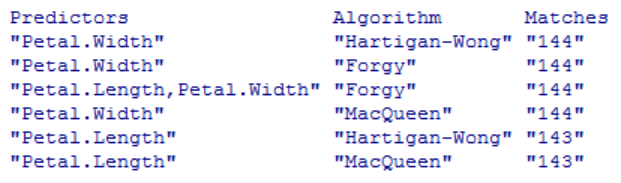 Predictors Algorithm Matches
"Petal.Width" "Hartigan-Wong" "144"
"Petal.Width" "Forgy" "144"
"Petal.Length,Petal.Width" "Forgy" "144"
"Petal.Width" "MacQueen" "144"
"Petal.Length" "Hartigan-Wong" "143"
"Petal.Length" "MacQueen" "143"